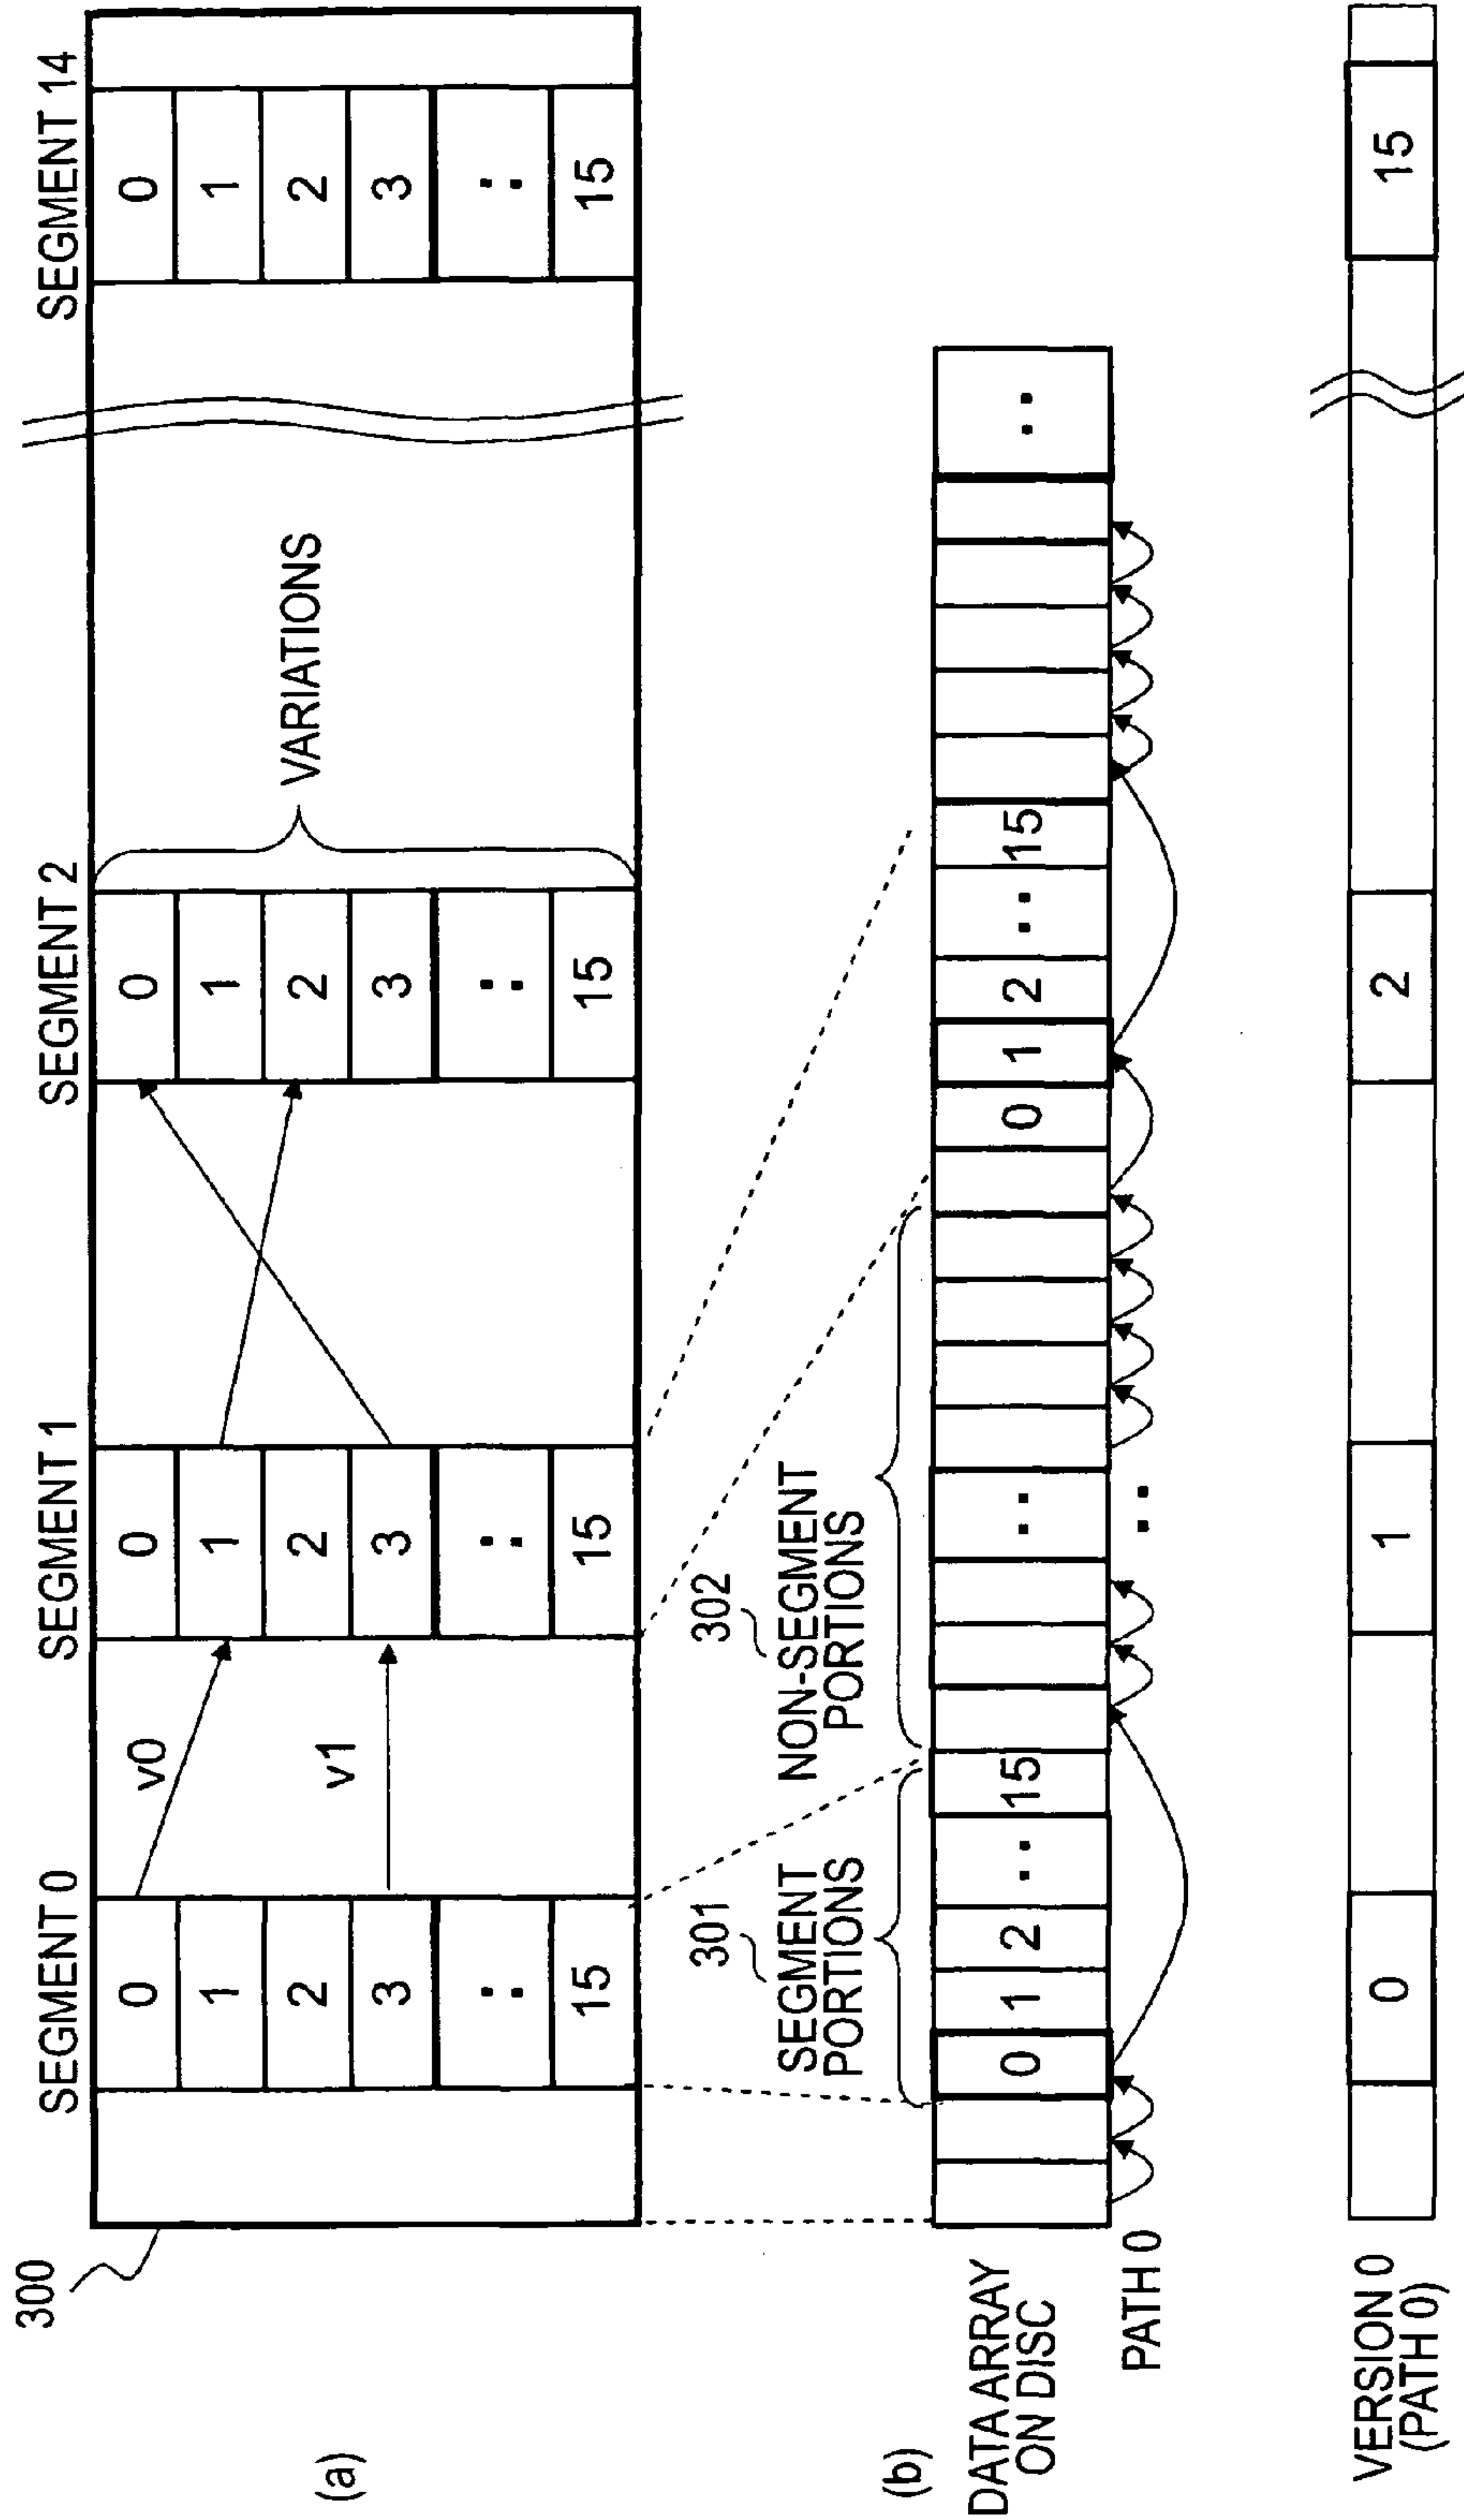 300
SEGMENT 0
SEGMENT 1
SEGMENT 2
SEGMENT 14
(a)
0
1
2
3
:
15
v0
v1
0
1
2
3
:
15
0
1
2
3
:
15
VARIATIONS
0
1
2
3
:
15
301
SEGMENT
PORTIONS
302
NON-SEGMENT
PORTIONS
(b)
DATA ARRAY
ON DISC
0
1
2
..
15
..
0
1
2
..
15
..
PATH 0
..
VERSION 0
(PATH 0)
0
1
2
15